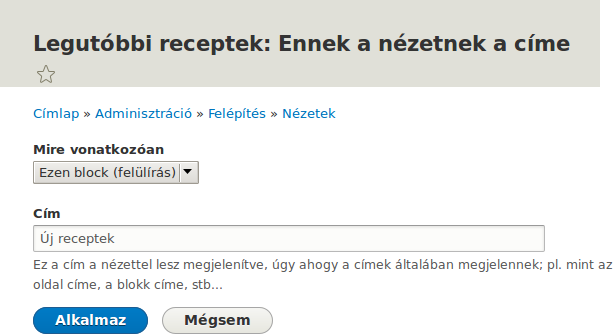 Legutóbbi receptek: Ennek a nézetnek a címe
Címlap » Adminisztráció » Felépítés » Nézetek
Mire vonatkozóan
Ezen block (felülírás)
Cím
Új receptek
Ez a cím a nézettel lesz megjelenítve, úgy ahogy a címek általában megjelennek; pl. mint az
oldal címe, a blokk címe, stb...
Alkalmaz Mégsem